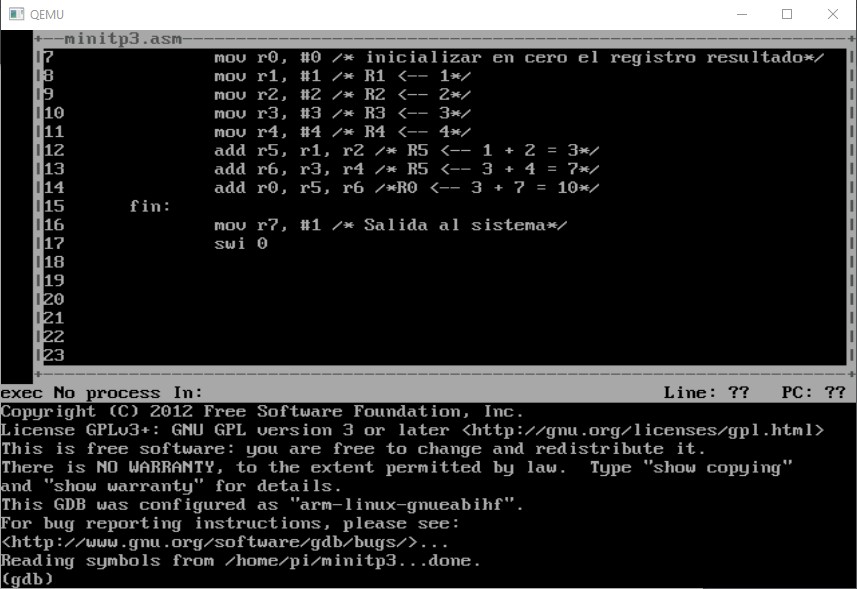 QEMU
minitp3.asm
7 mov r0, #0 /* inicializar en cero el registro resultado*/
8 mov r1, #1 /* R1 <-- 1*/
9 mov r2, #2 /* R2 <-- 2*/
10 mov r3, #3 /* R3 <-- 3*/
11 mov r4, #4 /* R4 <-- 4*/
12 add r5, r1, r2 /* R5 <-- 1 + 2 = 3*/
13 add r6, r3, r4 /* R5 <-- 3 + 4 = 7*/
14 add r0, r5, r6 /*R0 <-- 3 + 7 = 10*/
15 fin:
16 mov r7, #1 /* Salida al sistema*/
17 swi 0
18
19
20
21
22
23
exec No process In: Line: ?? PC: ??
Copyright (C) 2012 Free Software Foundation, Inc.
License GPLv3+: GNU GPL version 3 or later <http://gnu.org/licenses/gpl.html>
This is free software: you are free to change and redistribute it.
There is NO WARRANTY, to the extent permitted by law.  Type "show copying"
and "show warranty" for details.
This GDB was configured as "arm-linux-gnueabihf".
For bug reporting instructions, please see:
<http://www.gnu.org/software/gdb/bugs/>...
Reading symbols from /home/pi/minitp3...done.
(gdb)